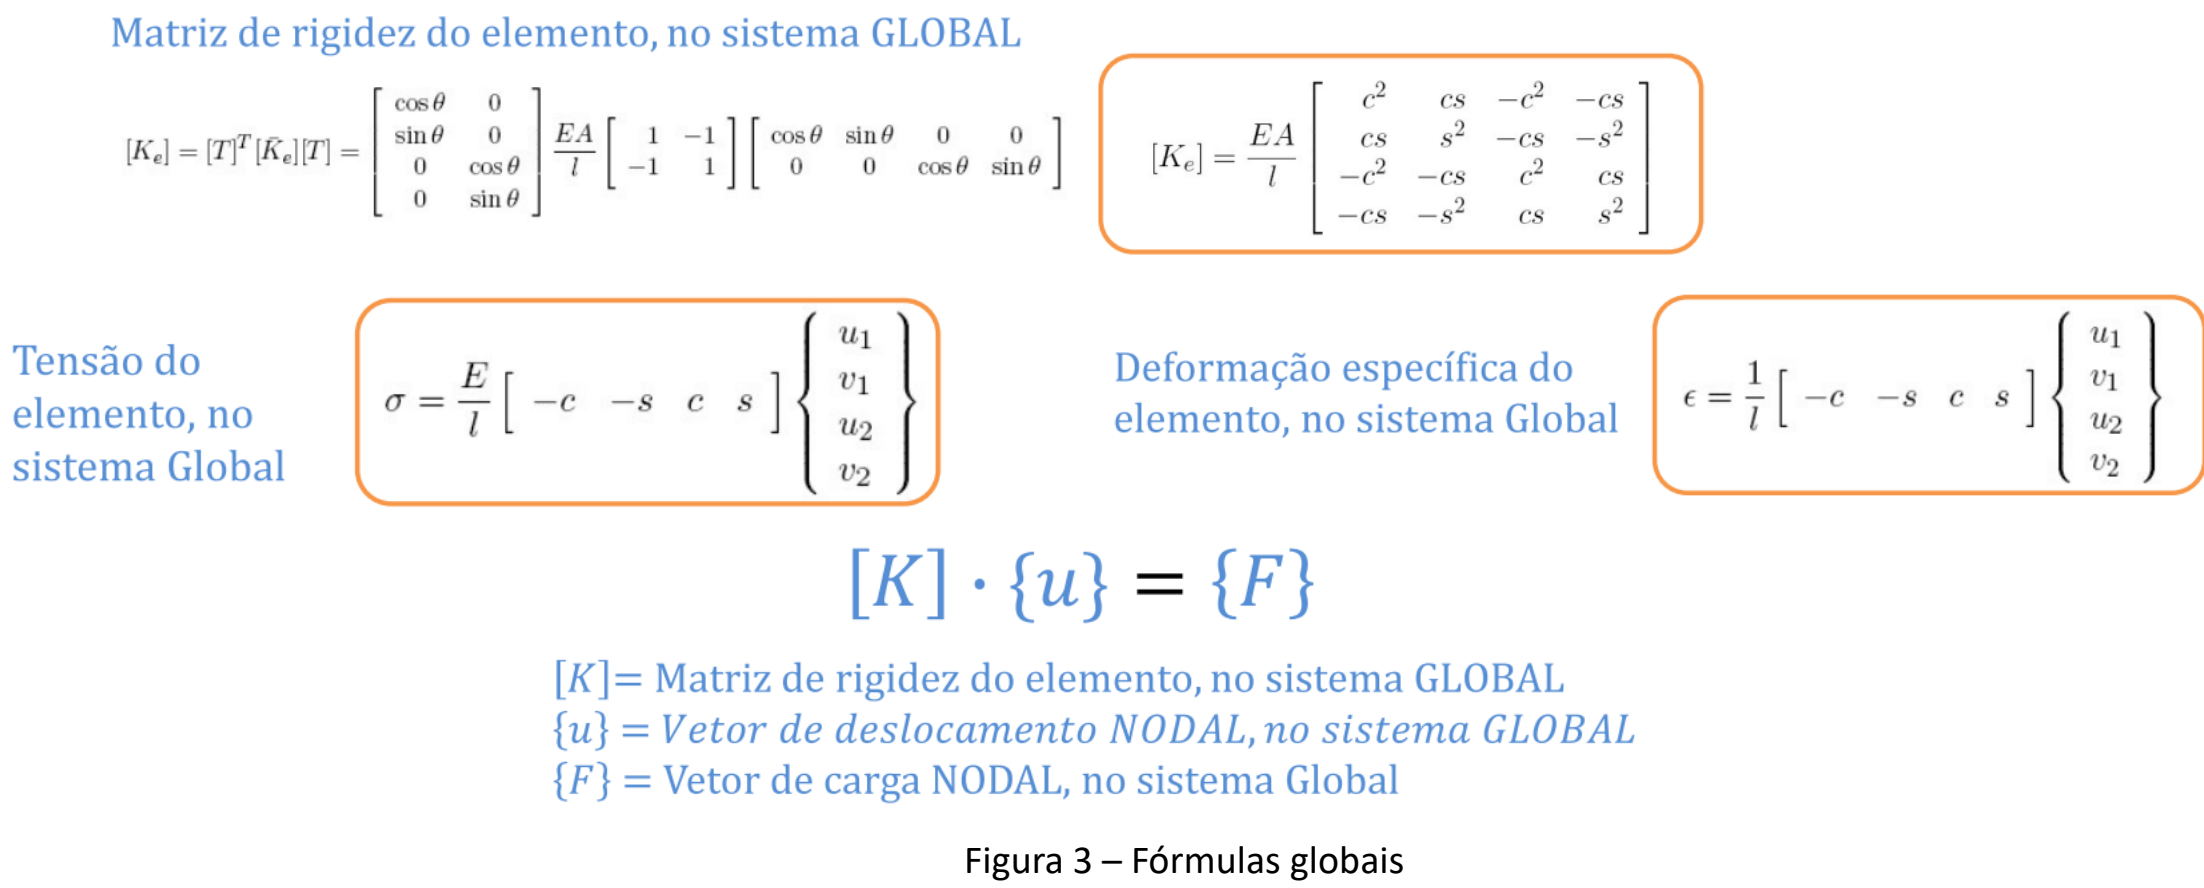 Matriz de rigidez do elemento, no sistema GLOBAL
[K_e] = [T]^T [K̄_e][T] = [ cos θ 0 ; sin θ 0 ; 0 cos θ ; 0 sin θ ] EA/l [ 1 −1 ; −1 1 ] [ cos θ sin θ 0 0 ; 0 0 cos θ sin θ ]
[K_e] = EA/l [ c² cs −c² −cs ; cs s² −cs −s² ; −c² −cs c² cs ; −cs −s² cs s² ]
Tensão do
elemento, no
sistema Global
σ = E/l [ −c −s c s ] { u₁ ; v₁ ; u₂ ; v₂ }
Deformação específica do
elemento, no sistema Global
ϵ = 1/l [ −c −s c s ] { u₁ ; v₁ ; u₂ ; v₂ }
[K] · {u} = {F}
[K]= Matriz de rigidez do elemento, no sistema GLOBAL
{u} = Vetor de deslocamento NODAL, no sistema GLOBAL
{F} = Vetor de carga NODAL, no sistema Global
Figura 3 – Fórmulas globais